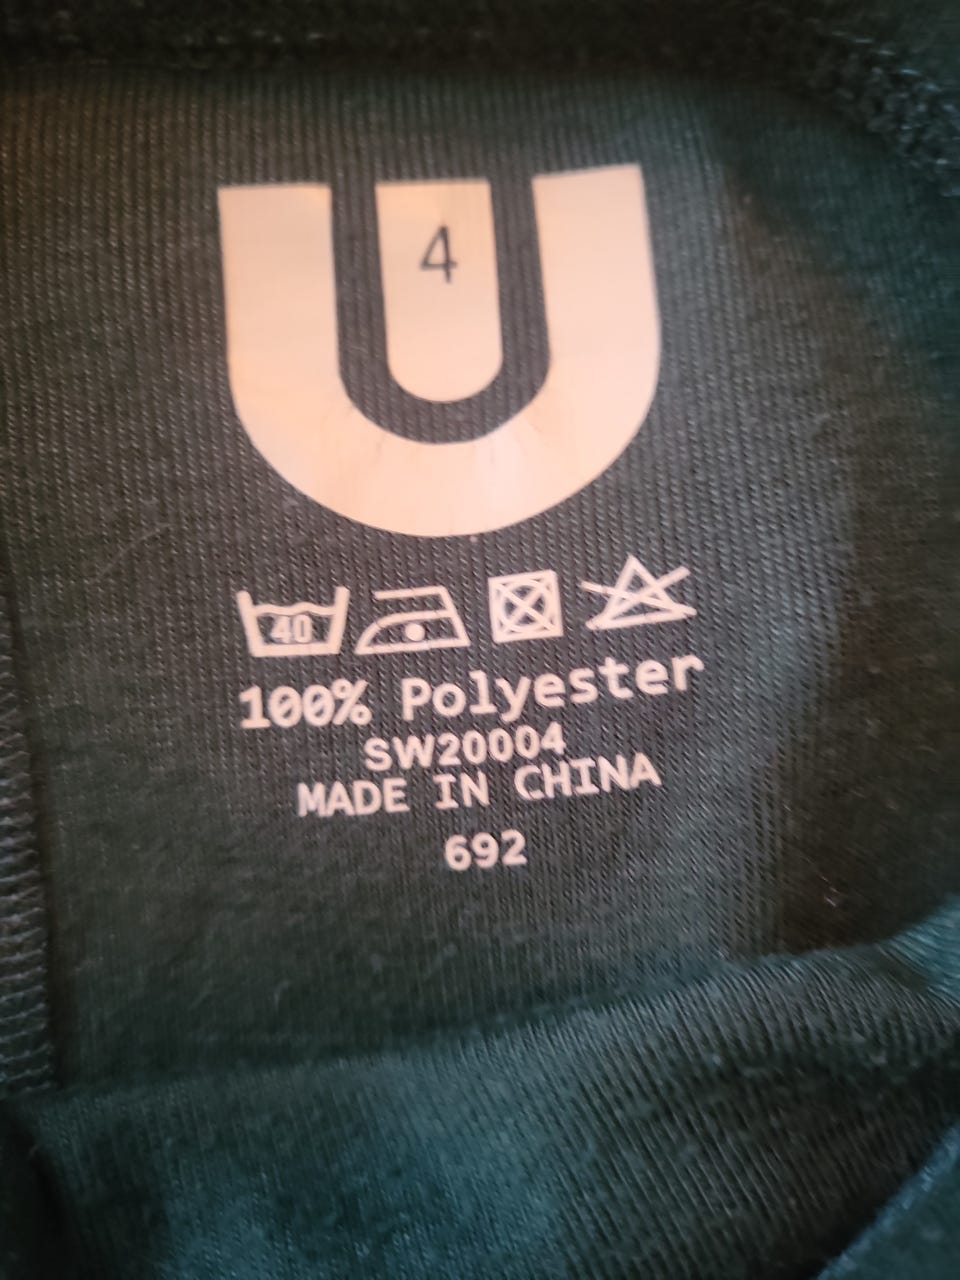 4
40
100% Polyester
SW20004
MADE IN CHINA
692